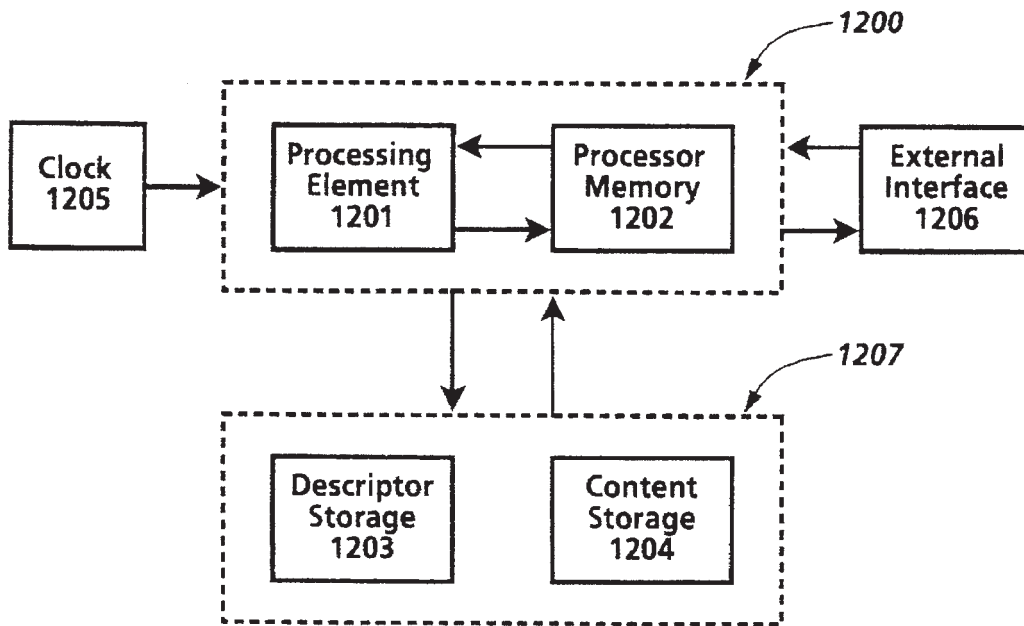 1200
Clock
1205
Processing
Element
1201
Processor
Memory
1202
External
Interface
1206
1207
Descriptor
Storage
1203
Content
Storage
1204